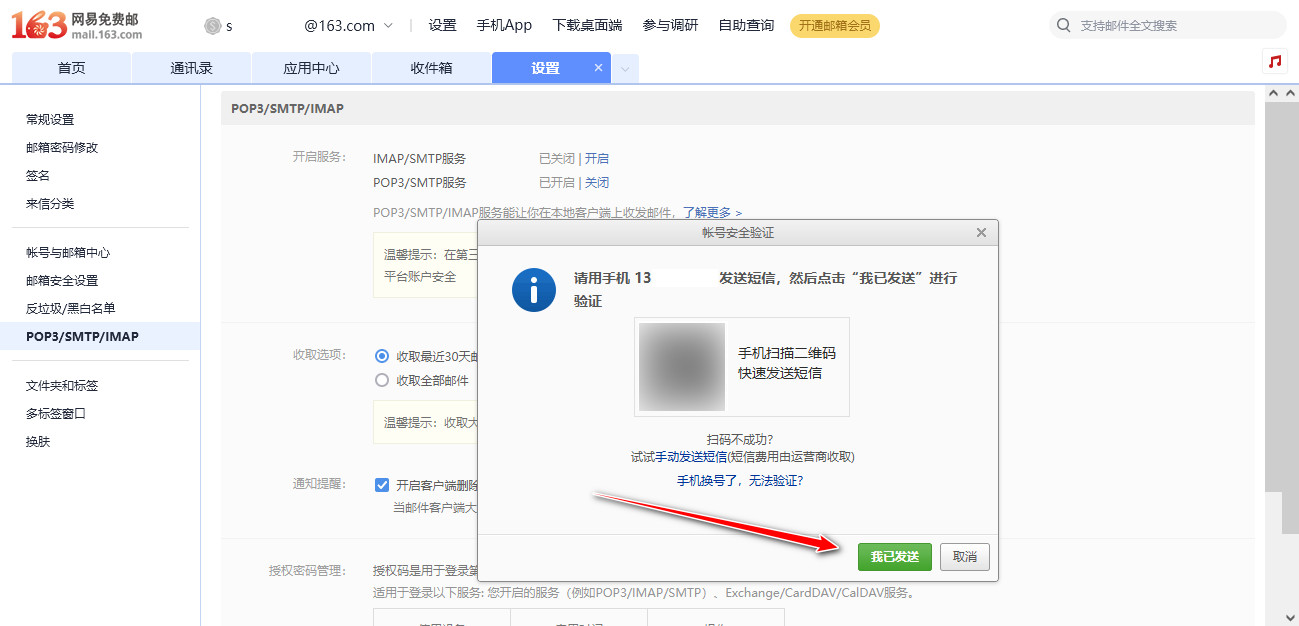 163 网易免费邮
mail.163.com
s @163.com
设置 手机App 下载桌面端 参与调研 自助查询 开通邮箱会员
支持邮件全文搜索
首页 通讯录 应用中心 收件箱 设置
常规设置
邮箱密码修改
签名
来信分类
帐号与邮箱中心
邮箱安全设置
反垃圾/黑白名单
POP3/SMTP/IMAP
文件夹和标签
多标签窗口
换肤
POP3/SMTP/IMAP
开启服务: IMAP/SMTP服务 已关闭 | 开启
POP3/SMTP服务 已开启 | 关闭
POP3/SMTP/IMAP服务能让你在本地客户端上收发邮件，了解更多 >
温馨提示：在第三
平台账户安全
收取选项: 收取最近30天邮
收取全部邮件
温馨提示：收取大
通知提醒: 开启客户端删除
当邮件客户端大
授权密码管理: 授权码是用于登录第
适用于登录以下服务: 您开启的服务（例如POP3/IMAP/SMTP）、Exchange/CardDAV/CalDAV服务。
帐号安全验证
请用手机 13 发送短信，然后点击“我已发送”进行
验证
手机扫描二维码
快速发送短信
扫码不成功?
试试手动发送短信(短信费用由运营商收取)
手机换号了，无法验证?
我已发送 取消